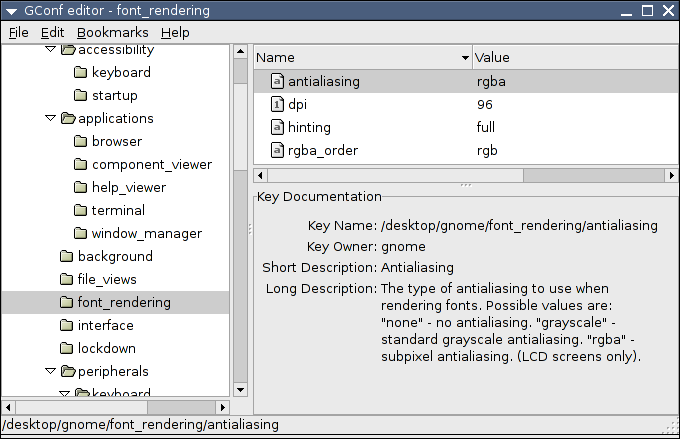 GConf editor - font_rendering
File Edit Bookmarks Help
accessibility
keyboard
startup
applications
browser
component_viewer
help_viewer
terminal
window_manager
background
file_views
font_rendering
interface
lockdown
peripherals
keyboard
Name Value
antialiasing rgba
dpi 96
hinting full
rgba_order rgb
Key Documentation
Key Name: /desktop/gnome/font_rendering/antialiasing
Key Owner: gnome
Short Description: Antialiasing
Long Description: The type of antialiasing to use when
rendering fonts. Possible values are:
"none" - no antialiasing. "grayscale" -
standard grayscale antialiasing. "rgba" -
subpixel antialiasing. (LCD screens only).
/desktop/gnome/font_rendering/antialiasing